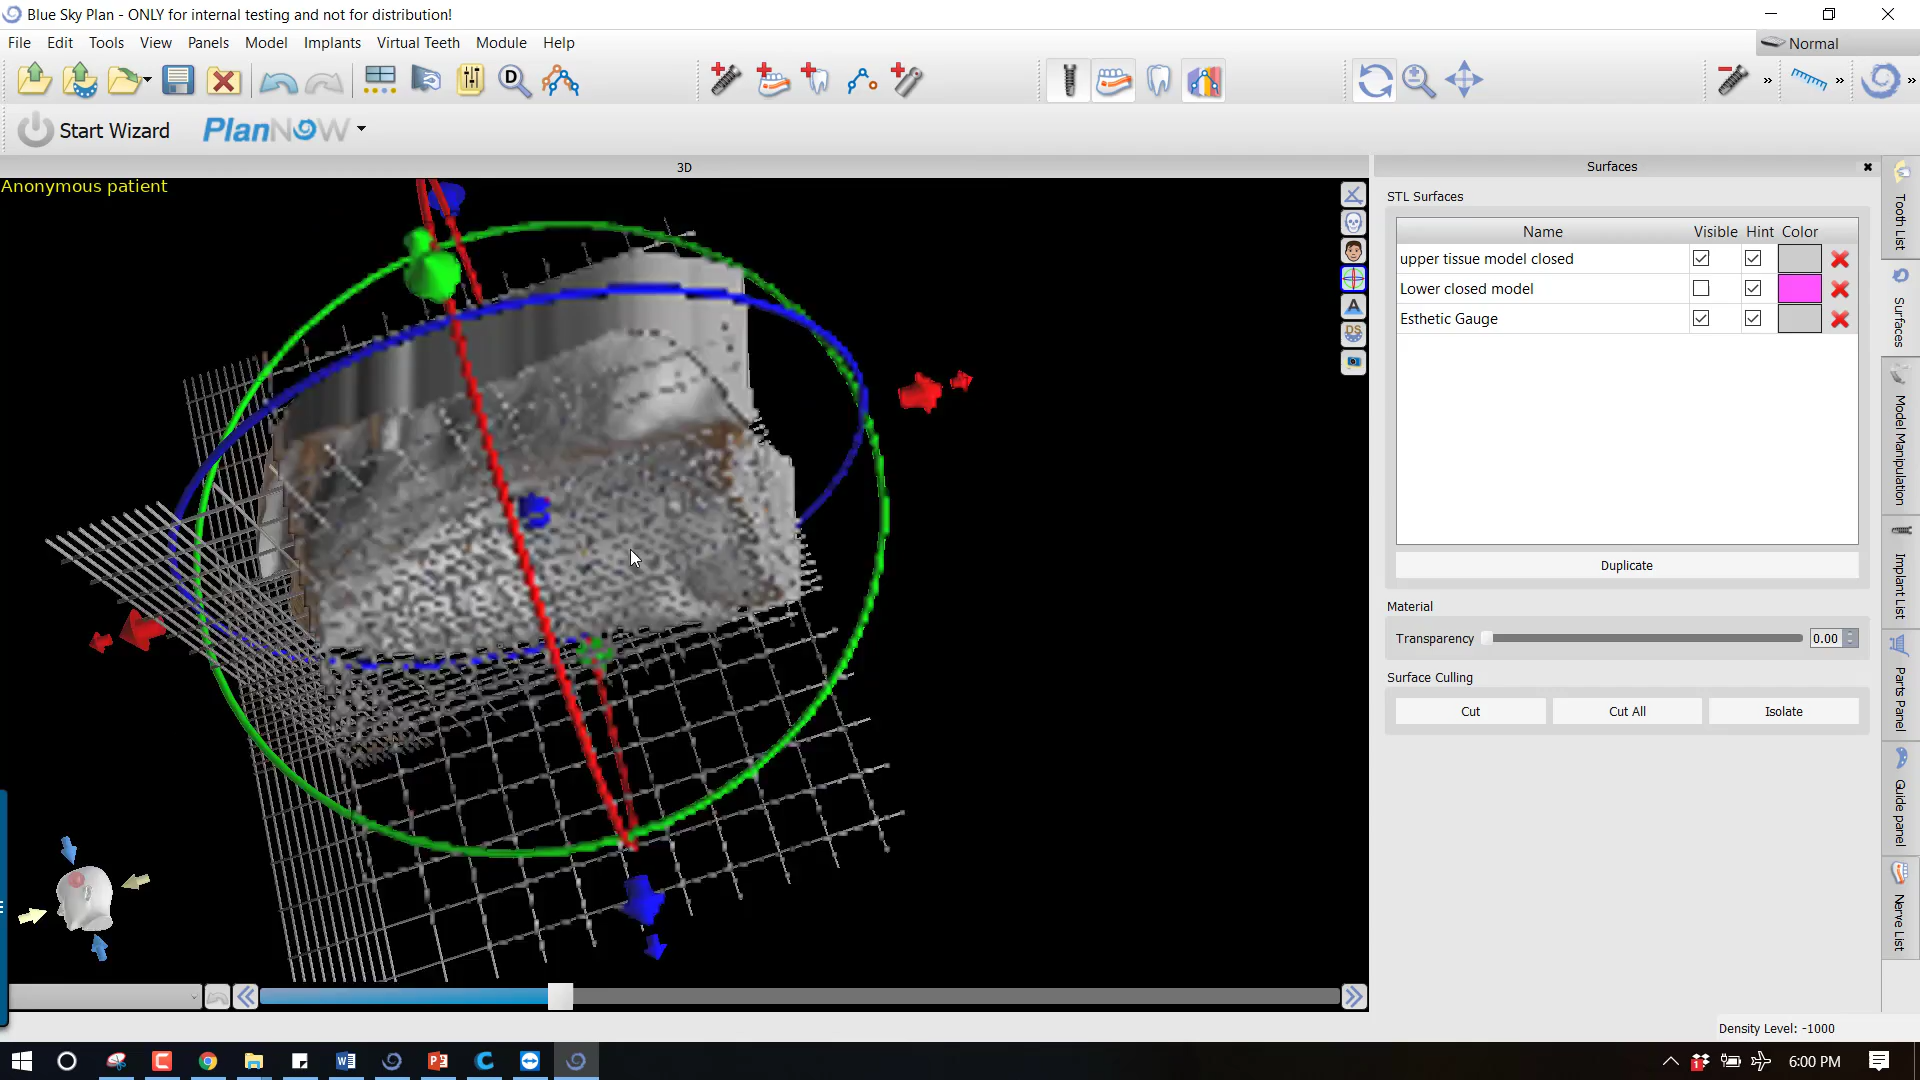 Blue Sky Plan - ONLY for internal testing and not for distribution!
File Edit Tools View Panels Model Implants Virtual Teeth Module Help
Normal
D
Start Wizard PlanNOW
3D
Surfaces
Anonymous patient
STL Surfaces
Name Visible Hint Color
upper tissue model closed
Lower closed model
Esthetic Gauge
A
DS
Duplicate
Material
Transparency 0.00
Surface Culling
Cut Cut All Isolate
Tooth List
Surfaces
Model Manipulation
Implant List
Parts Panel
Guide panel
Nerve List
Density Level: -1000
6:00 PM